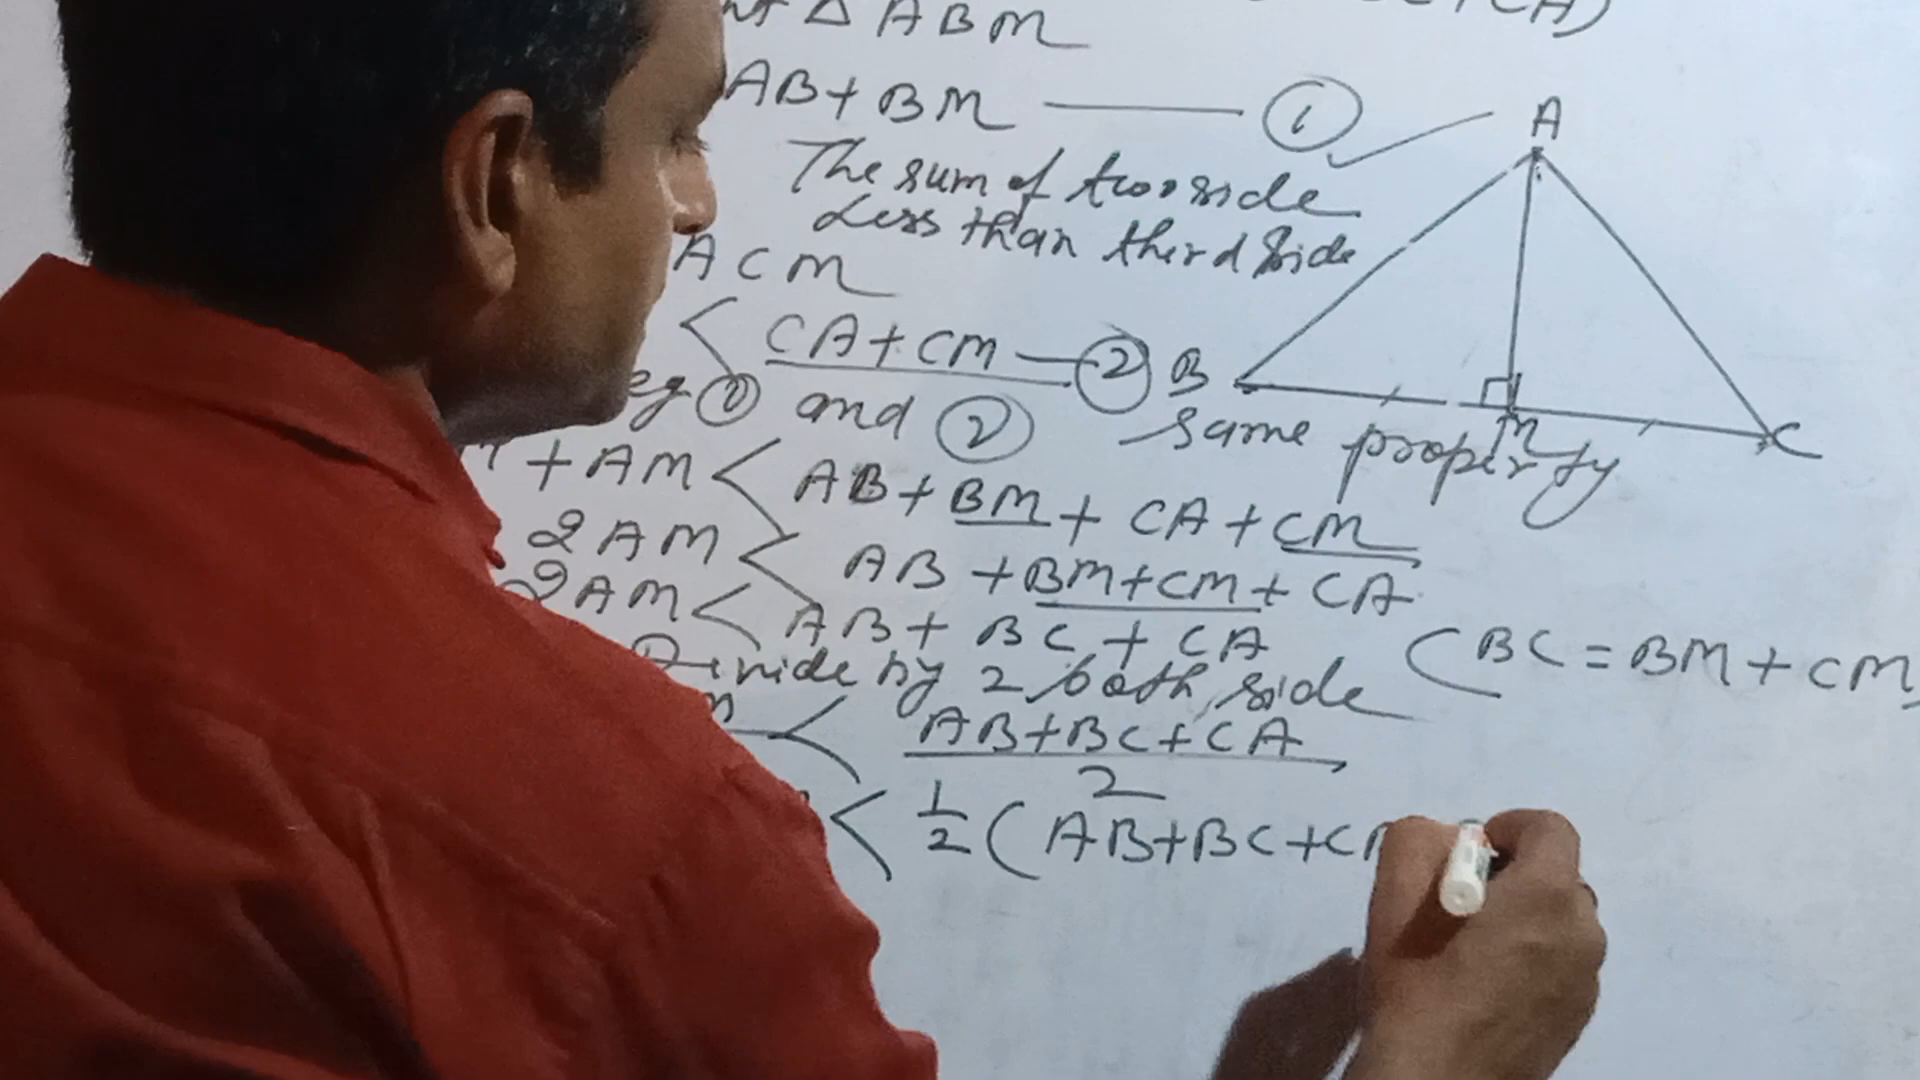 △ ABM
AB + BM ——— ①
The sum of two side
Less than third side
ACM
< CA + CM — ②
eq ① and ②
same property
+ AM < AB + BM + CA + CM
2AM < AB + BM + CM + CA
2AM < AB + BC + CA
(BC = BM + CM
Divide by 2 both side
< AB+BC+CA
2
< 1/2 (AB+BC+C
A
B
M
C